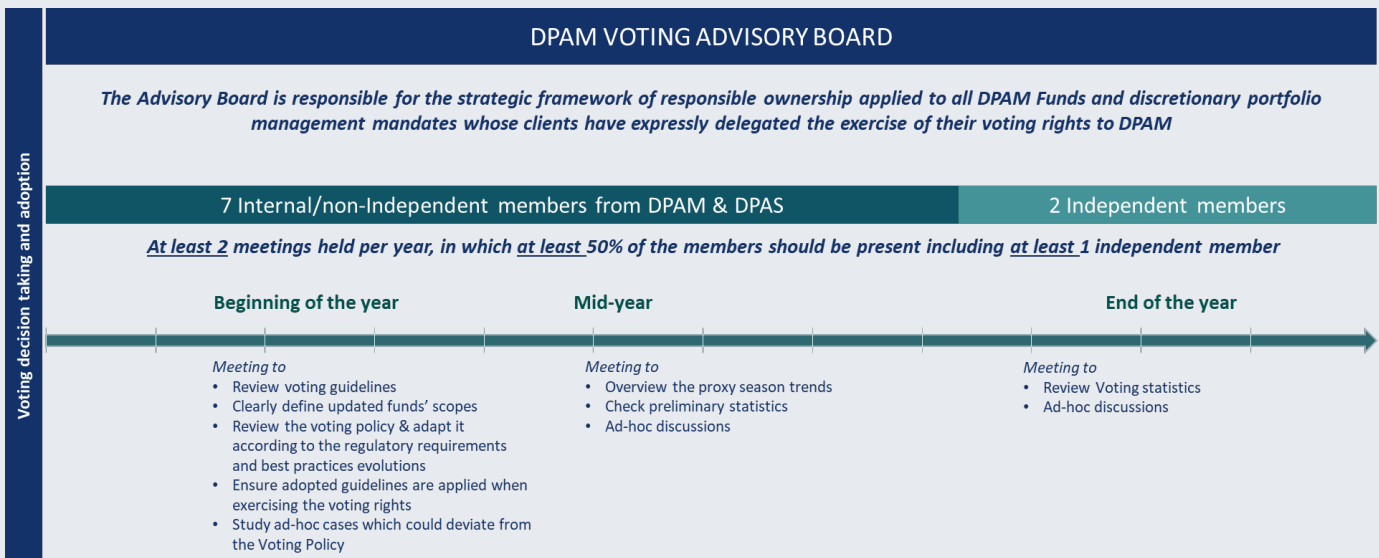 DPAM VOTING ADVISORY BOARD
Voting decision taking and adoption
The Advisory Board is responsible for the strategic framework of responsible ownership applied to all DPAM Funds and discretionary portfolio
management mandates whose clients have expressly delegated the exercise of their voting rights to DPAM
7 Internal/non-Independent members from DPAM & DPAS
2 Independent members
At least 2 meetings held per year, in which at least 50% of the members should be present including at least 1 independent member
Beginning of the year
Meeting to
• Review voting guidelines
• Clearly define updated funds' scopes
• Review the voting policy & adapt it
according to the regulatory requirements
and best practices evolutions
• Ensure adopted guidelines are applied when
exercising the voting rights
• Study ad-hoc cases which could deviate from
the Voting Policy
Mid-year
Meeting to
• Overview the proxy season trends
• Check preliminary statistics
• Ad-hoc discussions
End of the year
Meeting to
• Review Voting statistics
• Ad-hoc discussions